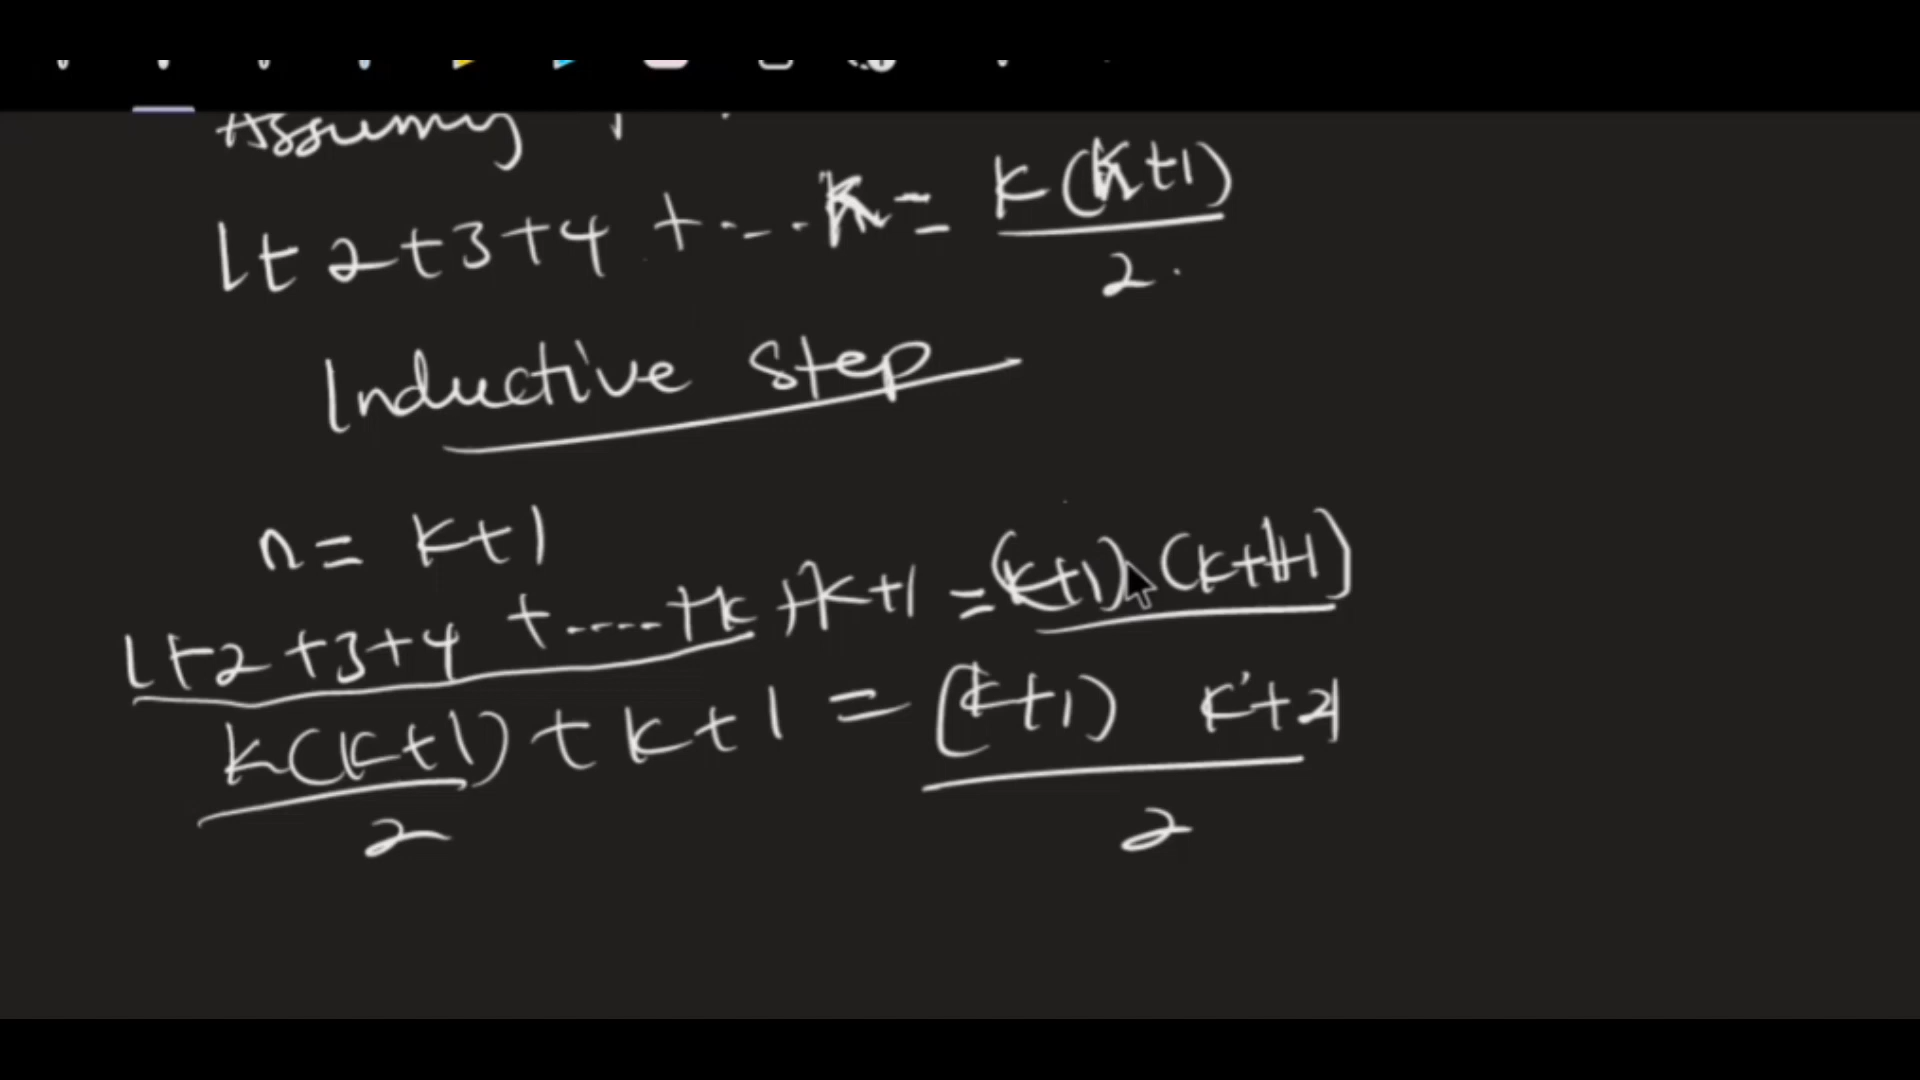 Assuming
1+2+3+4+....k = k(k+1)
2.
Inductive Step
n = k+1
1+2+3+4+.....+k+k+1 = (k+1)(k+1+1)
k(k+1)+k+1 = (k+1) k+2
2 2